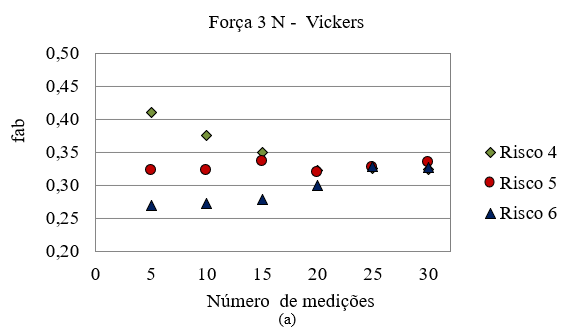 Força 3 N - Vickers
0,50
0,45
0,40
0,35
0,30
0,25
0,20
fab
0 5 10 15 20 25 30
Número de medições
(a)
Risco 4
Risco 5
Risco 6